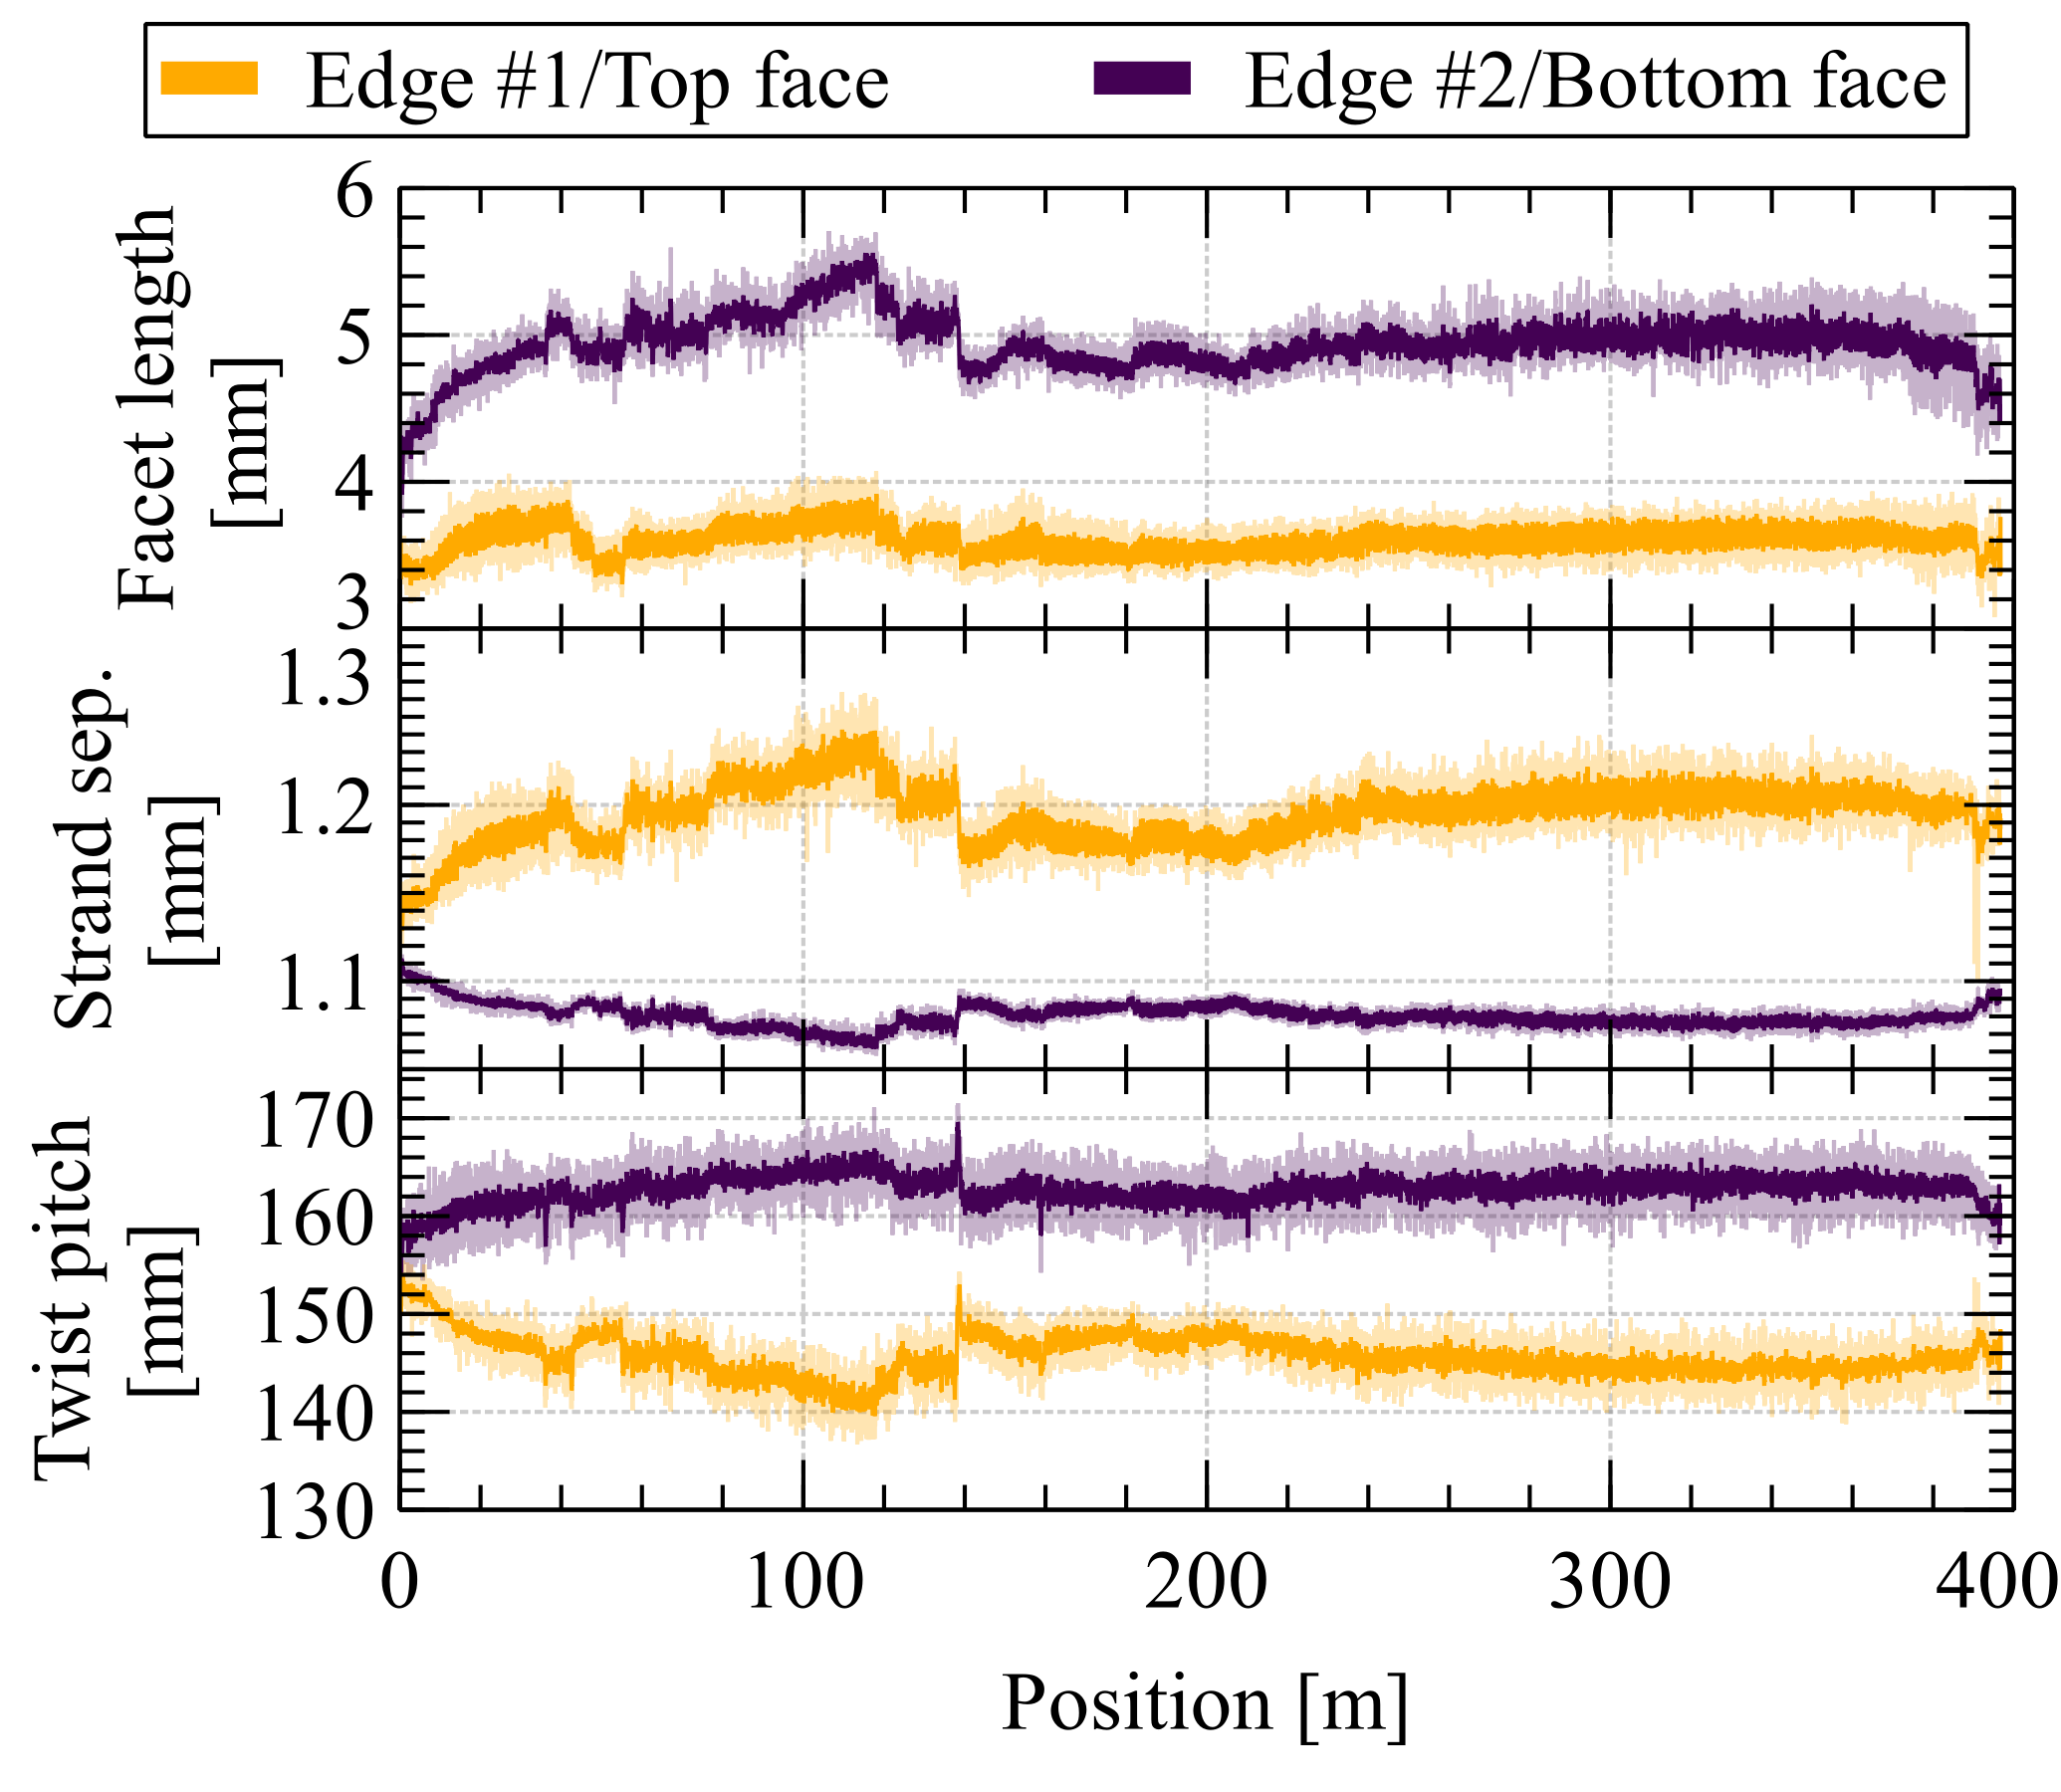 Edge #1/Top face Edge #2/Bottom face
Facet length
[mm]
6
5
4
3
Strand sep.
[mm]
1.3
1.2
1.1
Twist pitch
[mm]
170
160
150
140
130
0 100 200 300 400
Position [m]